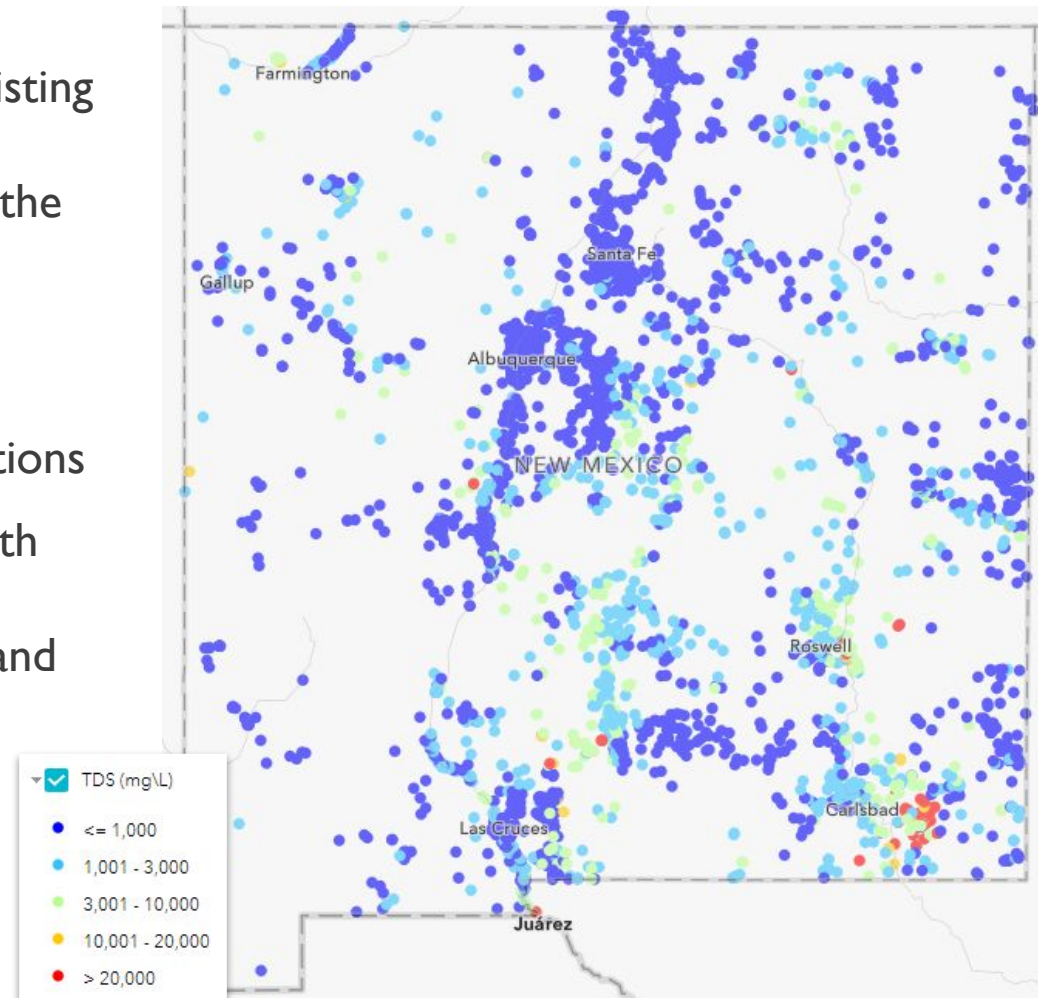 isting
the
tions
th
and
Farmington
Santa Fe
Gallup
Albuquerque
NEW MEXICO
Roswell
Carlsbad
Las Cruces
Juárez
TDS (mg\L)
<= 1,000
1,001 - 3,000
3,001 - 10,000
10,001 - 20,000
> 20,000